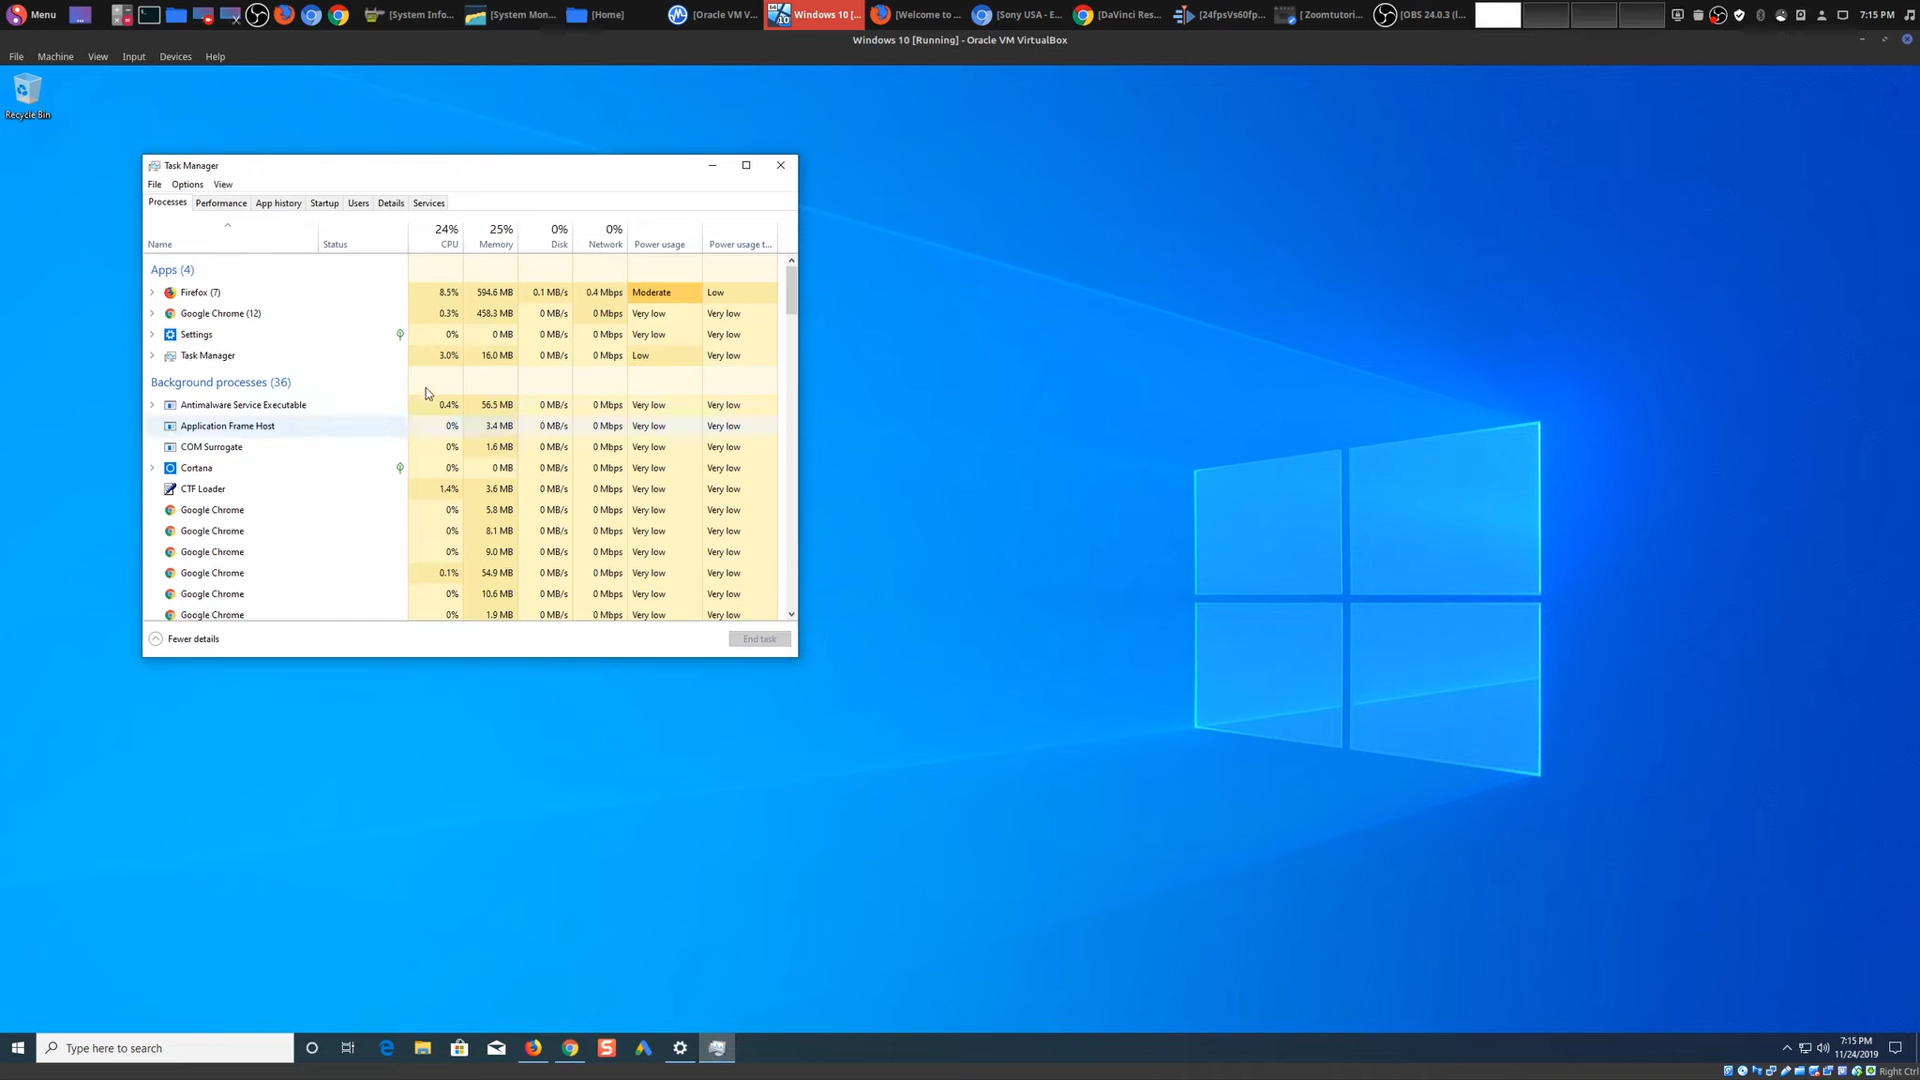 Menu [System Info... [System Mon... [Home] [Oracle VM V... Windows 10 [... [Welcome to ... [Sony USA - E... [DaVinci Res... [24fpsVs60fp... [ Zoomtutori... [OBS 24.0.3 (l... 7:15 PM
Windows 10 [Running] - Oracle VM VirtualBox
File Machine View Input Devices Help
Recycle Bin
Task Manager
File Options View
Processes Performance App history Startup Users Details Services
24% 25% 0% 0%
Name Status CPU Memory Disk Network Power usage Power usage t...
Apps (4)
Firefox (7) 8.5% 594.6 MB 0.1 MB/s 0.4 Mbps Moderate Low
Google Chrome (12) 0.3% 458.3 MB 0 MB/s 0 Mbps Very low Very low
Settings 0% 0 MB 0 MB/s 0 Mbps Very low Very low
Task Manager 3.0% 16.0 MB 0 MB/s 0 Mbps Low Very low
Background processes (36)
Antimalware Service Executable 0.4% 56.5 MB 0 MB/s 0 Mbps Very low Very low
Application Frame Host 0% 3.4 MB 0 MB/s 0 Mbps Very low Very low
COM Surrogate 0% 1.6 MB 0 MB/s 0 Mbps Very low Very low
Cortana 0% 0 MB 0 MB/s 0 Mbps Very low Very low
CTF Loader 1.4% 3.6 MB 0 MB/s 0 Mbps Very low Very low
Google Chrome 0% 5.8 MB 0 MB/s 0 Mbps Very low Very low
Google Chrome 0% 8.1 MB 0 MB/s 0 Mbps Very low Very low
Google Chrome 0% 9.0 MB 0 MB/s 0 Mbps Very low Very low
Google Chrome 0.1% 54.9 MB 0 MB/s 0 Mbps Very low Very low
Google Chrome 0% 10.6 MB 0 MB/s 0 Mbps Very low Very low
Google Chrome 0% 1.9 MB 0 MB/s 0 Mbps Very low Very low
Fewer details End task
Type here to search 7:15 PM
11/24/2019
Right Ctrl